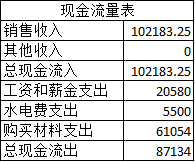 现金流量表
销售收入 102183.25
其他收入 0
总现金流入 102183.25
工资和薪金支出 20580
水电费支出 5500
购买材料支出 61054
总现金流出 87134